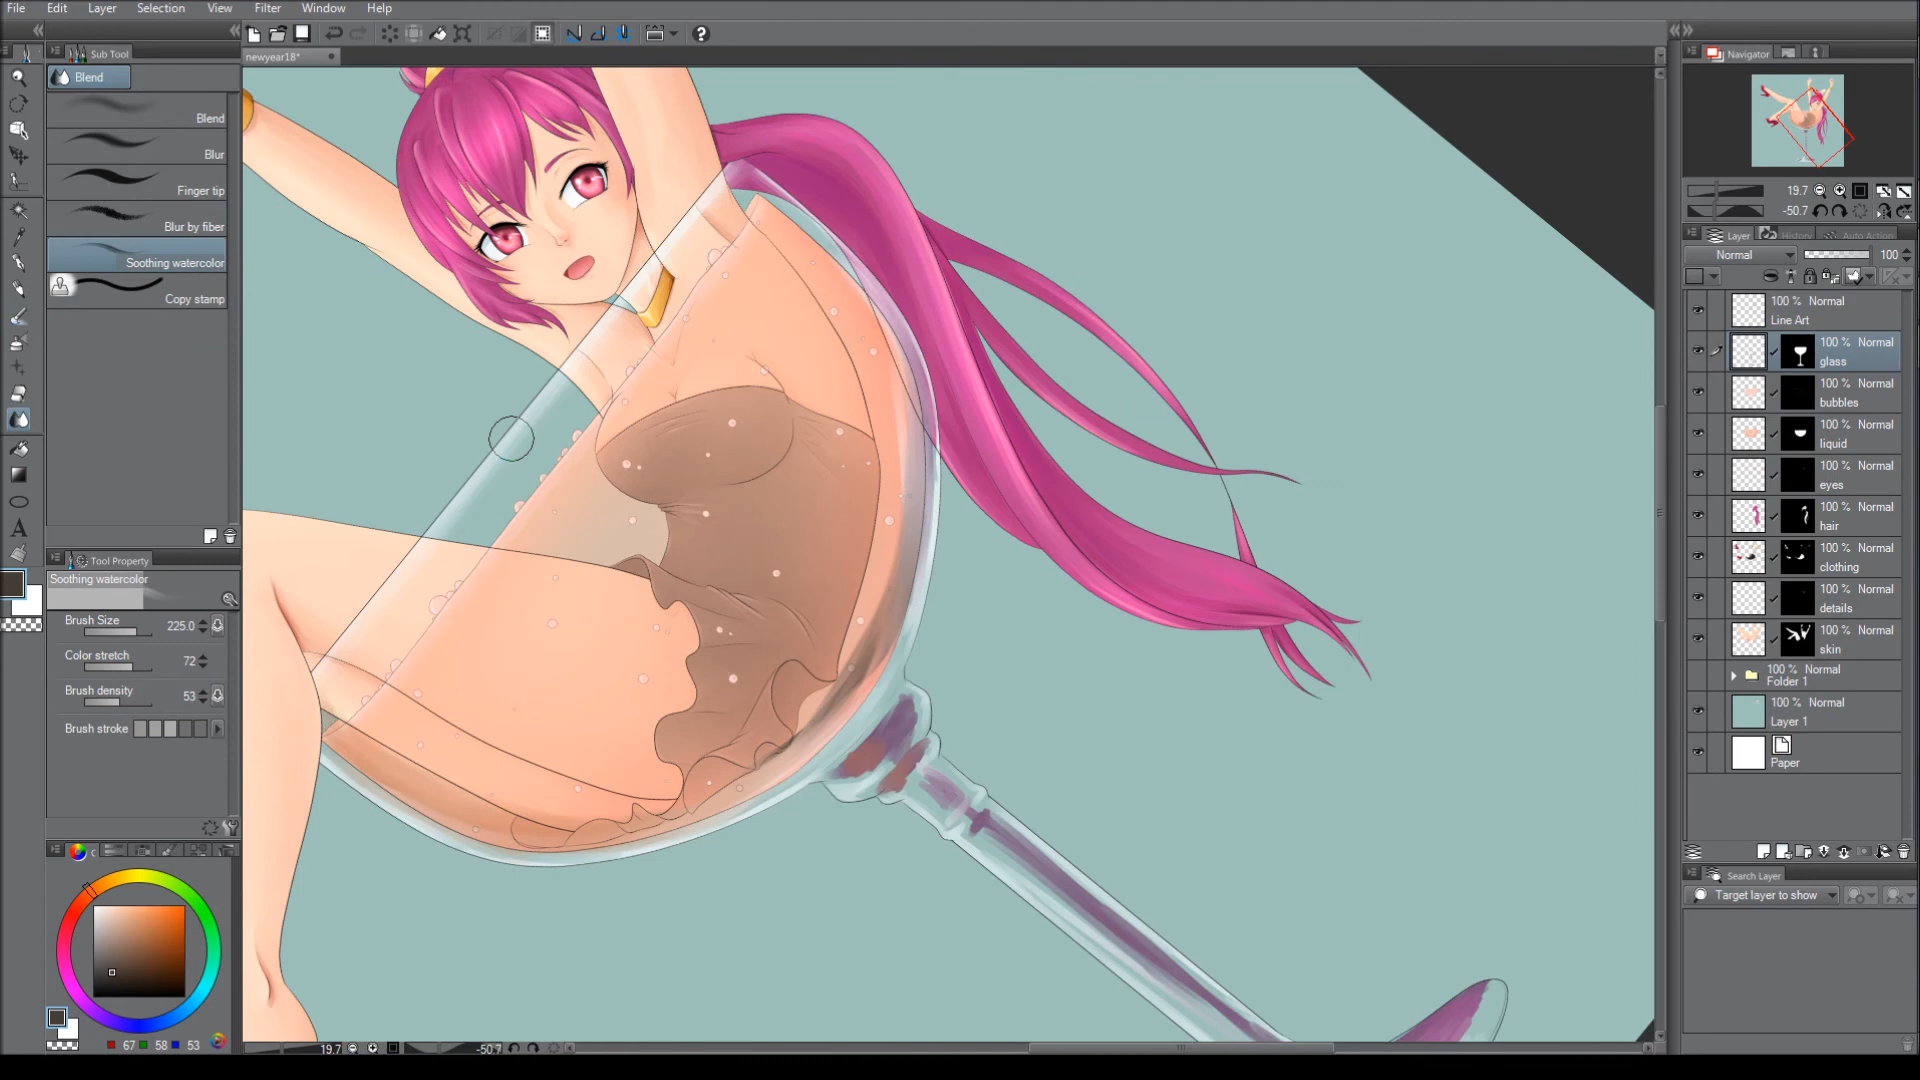 File Edit Layer Selection View Filter Window Help
Sub Tool
Blend
newyear18*
Blend
Blur
Finger tip
Blur by fiber
Soothing watercolor
Copy stamp
Tool Property
Soothing watercolor
Brush Size 225.0
Color stretch 72
Brush density 53
Brush stroke
67 58 53
19.7 -50.7
Navigator
19.7
-50.7
Layer History Auto Action
Normal 100
100 % Normal
Line Art
100 % Normal
glass
100 % Normal
bubbles
100 % Normal
liquid
100 % Normal
eyes
100 % Normal
hair
100 % Normal
clothing
100 % Normal
details
100 % Normal
skin
100 % Normal
Folder 1
100 % Normal
Layer 1
Paper
Search Layer
Target layer to show